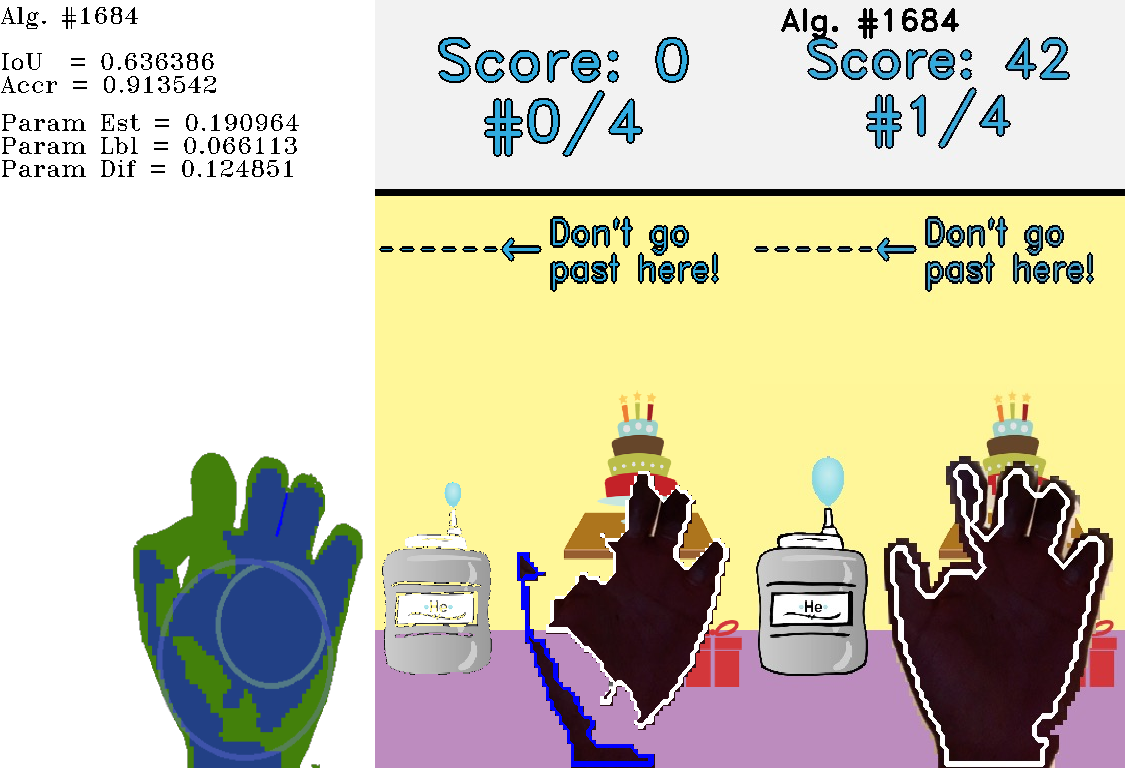 Alg. #1684
IoU = 0.636386
Accr = 0.913542
Param Est = 0.190964
Param Lbl = 0.066113
Param Dif = 0.124851
Score: 0
#0/4
Don't go
past here!
He
Alg. #1684
Score: 42
#1/4
Don't go
past here!
He